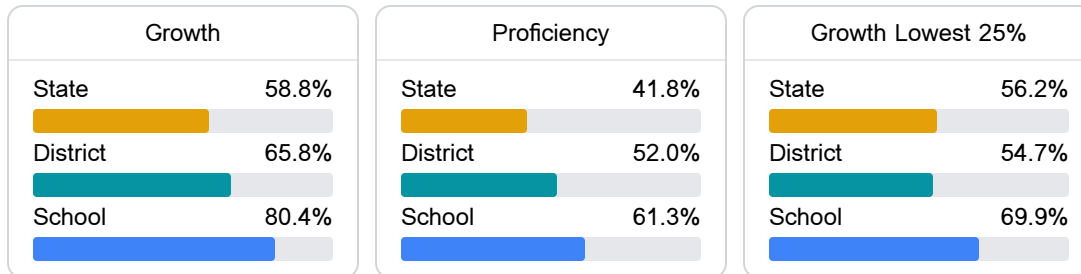 Growth
State 58.8%
District 65.8%
School 80.4%
Proficiency
State 41.8%
District 52.0%
School 61.3%
Growth Lowest 25%
State 56.2%
District 54.7%
School 69.9%